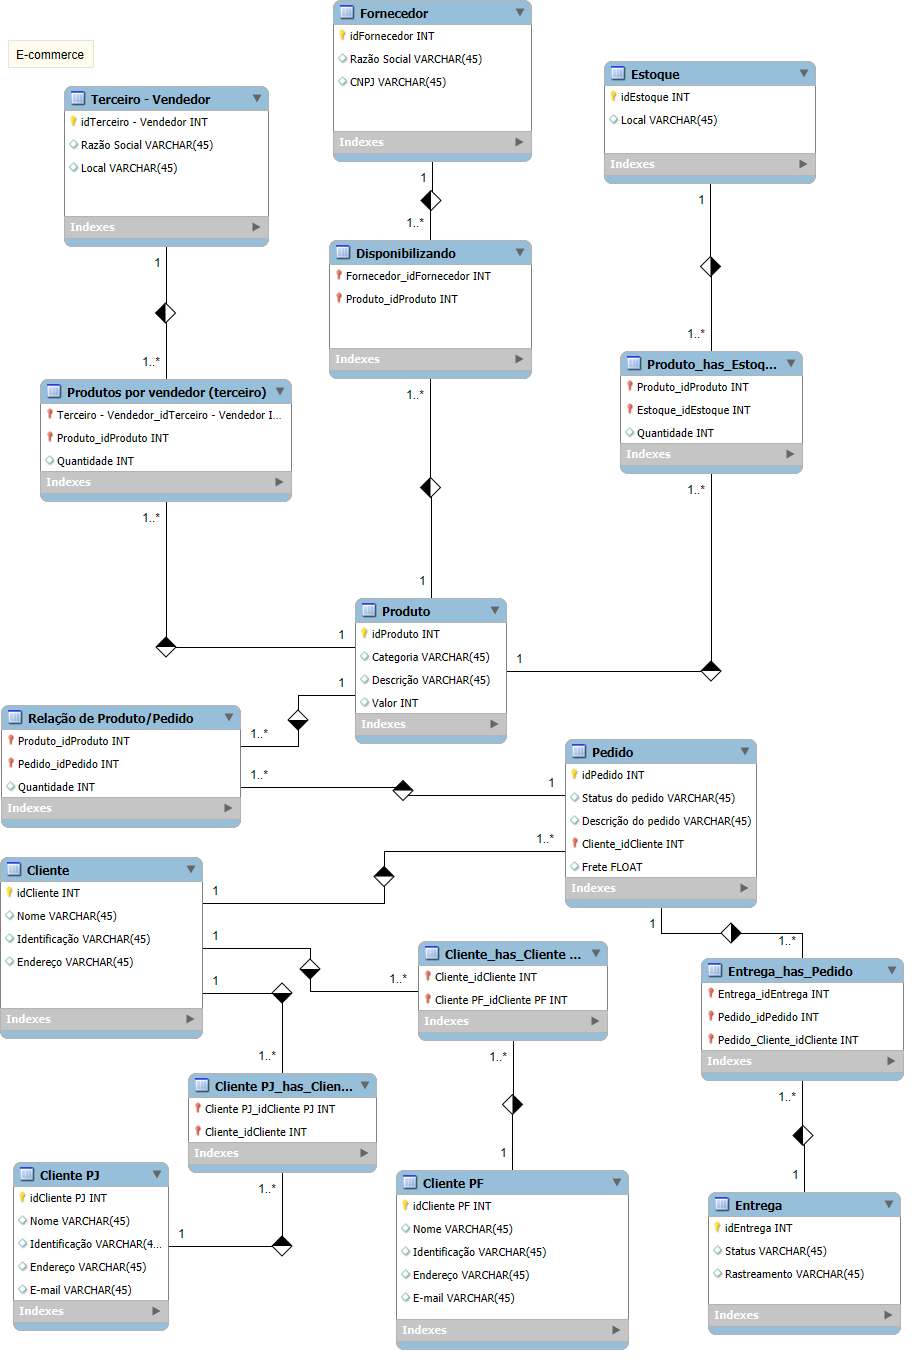 E-commerce
Fornecedor
idFornecedor INT
Razão Social VARCHAR(45)
CNPJ VARCHAR(45)
Indexes
Estoque
idEstoque INT
Local VARCHAR(45)
Indexes
Terceiro - Vendedor
idTerceiro - Vendedor INT
Razão Social VARCHAR(45)
Local VARCHAR(45)
Indexes
1
1..*
1
1..*
1
1..*
Disponibilizando
Fornecedor_idFornecedor INT
Produto_idProduto INT
Indexes
1..*
1
Produtos por vendedor (terceiro)
Terceiro - Vendedor_idTerceiro - Vendedor I...
Produto_idProduto INT
Quantidade INT
Indexes
1..*
1
Produto_has_Estoq...
Produto_idProduto INT
Estoque_idEstoque INT
Quantidade INT
Indexes
1..*
1
Produto
idProduto INT
Categoria VARCHAR(45)
Descrição VARCHAR(45)
Valor INT
Indexes
1
1..*
Relação de Produto/Pedido
Produto_idProduto INT
Pedido_idPedido INT
Quantidade INT
Indexes
1..*
1
Pedido
idPedido INT
Status do pedido VARCHAR(45)
Descrição do pedido VARCHAR(45)
Cliente_idCliente INT
Frete FLOAT
Indexes
1..*
1
Cliente
idCliente INT
Nome VARCHAR(45)
Identificação VARCHAR(45)
Endereço VARCHAR(45)
Indexes
1
1..*
1
1..*
Cliente_has_Cliente ...
Cliente_idCliente INT
Cliente PF_idCliente PF INT
Indexes
1..*
1
1
1..*
Entrega_has_Pedido
Entrega_idEntrega INT
Pedido_idPedido INT
Pedido_Cliente_idCliente INT
Indexes
1..*
1
Cliente PJ_has_Clien...
Cliente PJ_idCliente PJ INT
Cliente_idCliente INT
Indexes
1..*
1
Cliente PJ
idCliente PJ INT
Nome VARCHAR(45)
Identificação VARCHAR(4...
Endereço VARCHAR(45)
E-mail VARCHAR(45)
Indexes
Cliente PF
idCliente PF INT
Nome VARCHAR(45)
Identificação VARCHAR(45)
Endereço VARCHAR(45)
E-mail VARCHAR(45)
Indexes
Entrega
idEntrega INT
Status VARCHAR(45)
Rastreamento VARCHAR(45)
Indexes